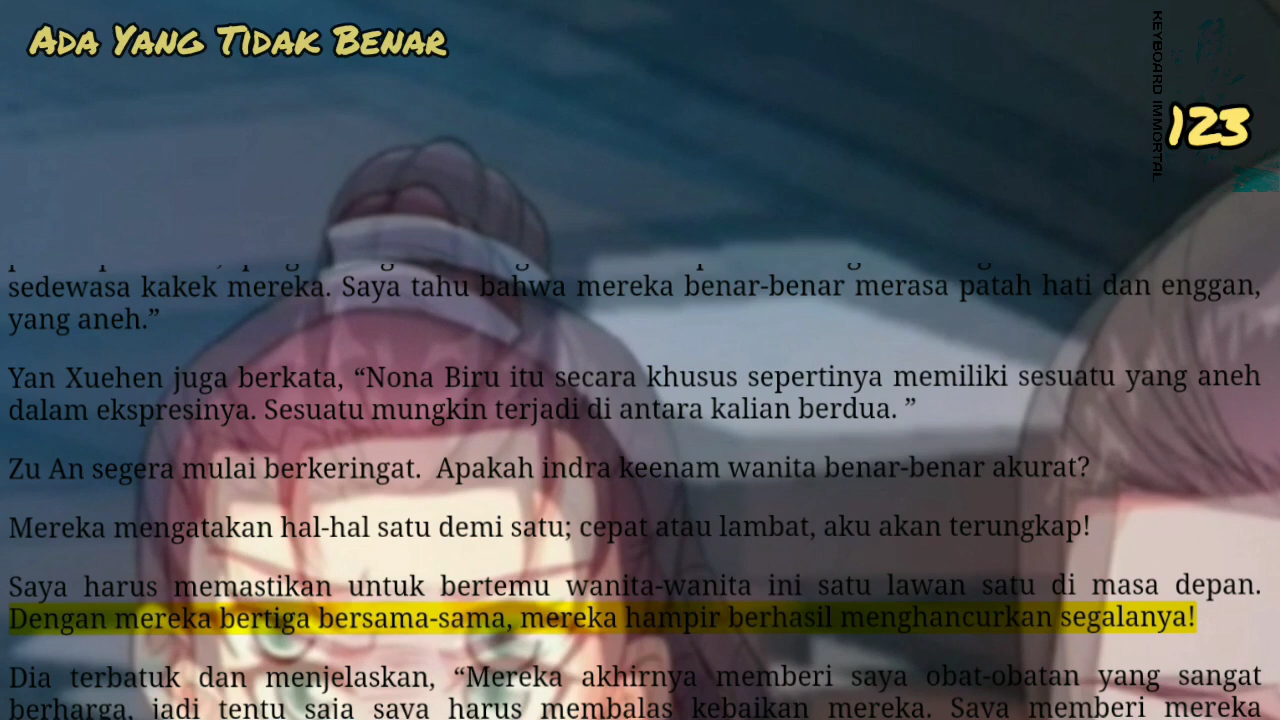 Ada Yang Tidak Benar
KEYBOARD IMMORTAL
123
sedewasa kakek mereka. Saya tahu bahwa mereka benar-benar merasa patah hati dan enggan,
yang aneh.”
Yan Xuehen juga berkata, “Nona Biru itu secara khusus sepertinya memiliki sesuatu yang aneh
dalam ekspresinya. Sesuatu mungkin terjadi di antara kalian berdua. ”
Zu An segera mulai berkeringat.  Apakah indra keenam wanita benar-benar akurat?
Mereka mengatakan hal-hal satu demi satu; cepat atau lambat, aku akan terungkap!
Saya harus memastikan untuk bertemu wanita-wanita ini satu lawan satu di masa depan.
Dengan mereka bertiga bersama-sama, mereka hampir berhasil menghancurkan segalanya!
Dia terbatuk dan menjelaskan, “Mereka akhirnya memberi saya obat-obatan yang sangat
berharga, jadi tentu saja saya harus membalas kebaikan mereka. Saya memberi mereka